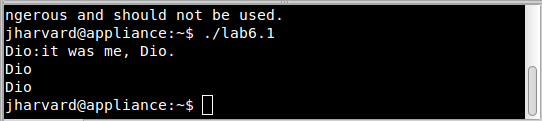 ngerous and should not be used.
jharvard@appliance:~$ ./lab6.1
Dio:it was me, Dio.
Dio
Dio
jharvard@appliance:~$